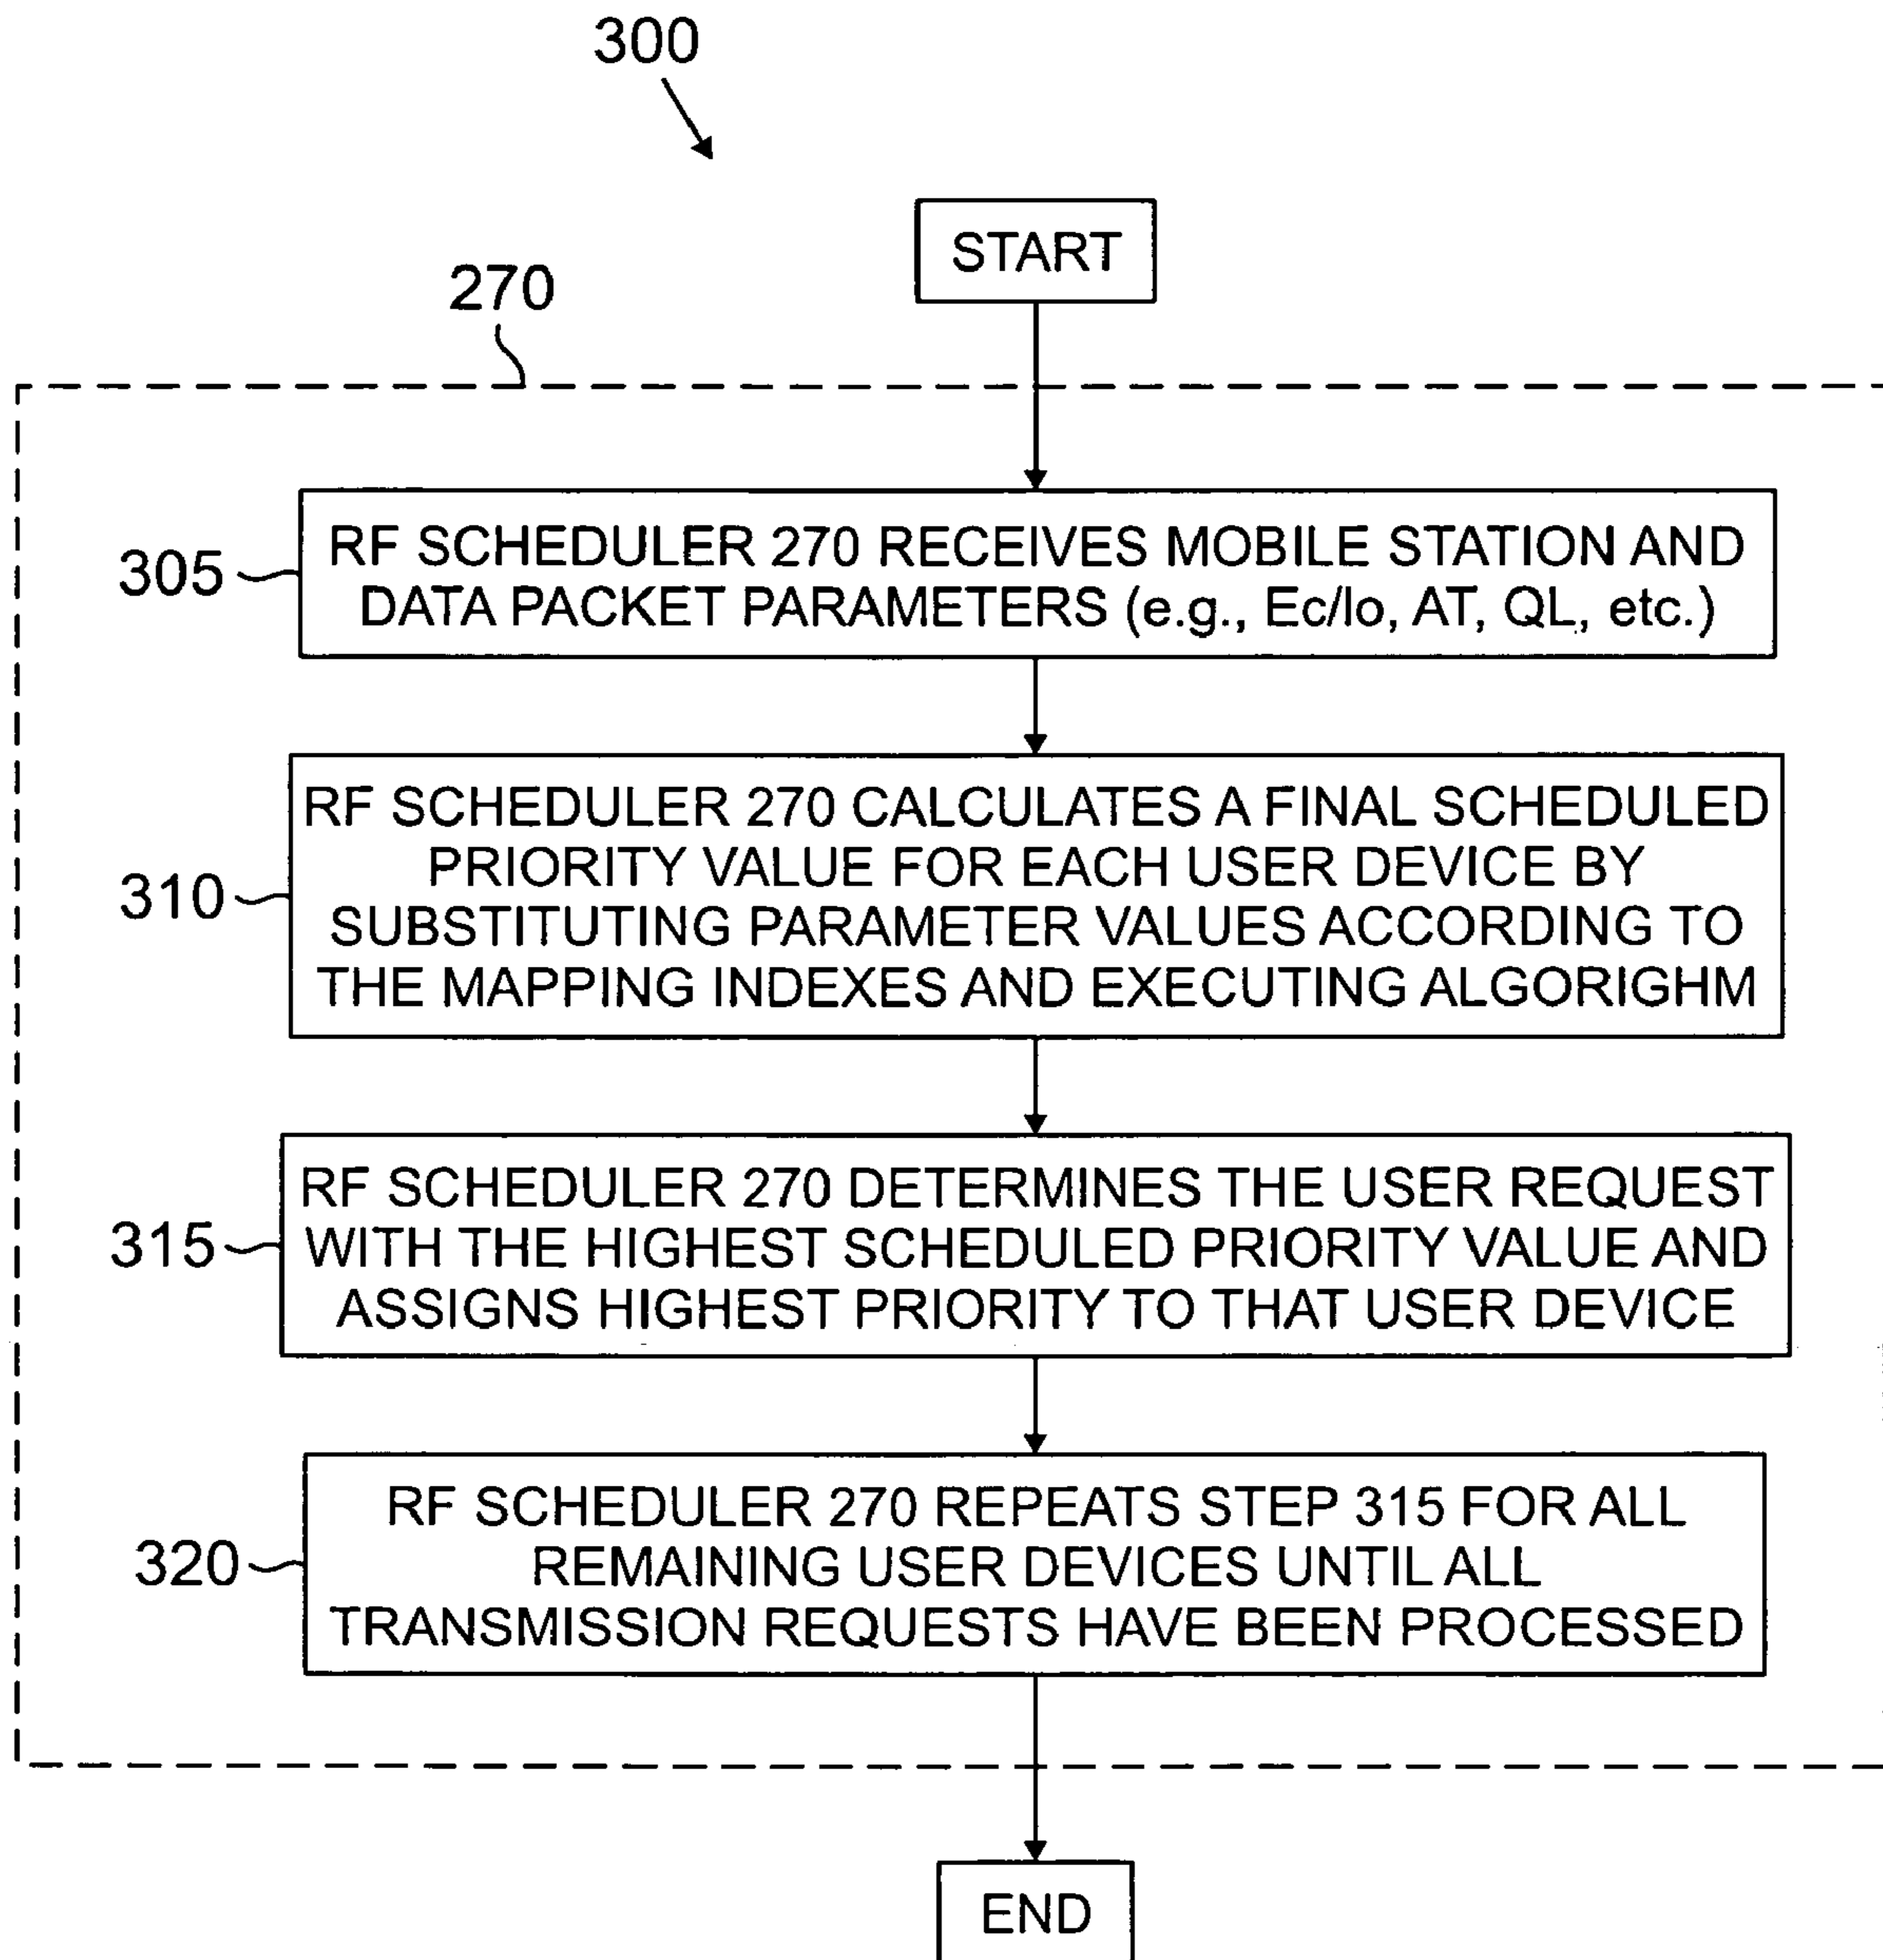 300
START
270
305
RF SCHEDULER 270 RECEIVES MOBILE STATION AND
DATA PACKET PARAMETERS (e.g., Ec/Io, AT, QL, etc.)
310
RF SCHEDULER 270 CALCULATES A FINAL SCHEDULED
PRIORITY VALUE FOR EACH USER DEVICE BY
SUBSTITUTING PARAMETER VALUES ACCORDING TO
THE MAPPING INDEXES AND EXECUTING ALGORIGHM
315
RF SCHEDULER 270 DETERMINES THE USER REQUEST
WITH THE HIGHEST SCHEDULED PRIORITY VALUE AND
ASSIGNS HIGHEST PRIORITY TO THAT USER DEVICE
320
RF SCHEDULER 270 REPEATS STEP 315 FOR ALL
REMAINING USER DEVICES UNTIL ALL
TRANSMISSION REQUESTS HAVE BEEN PROCESSED
END